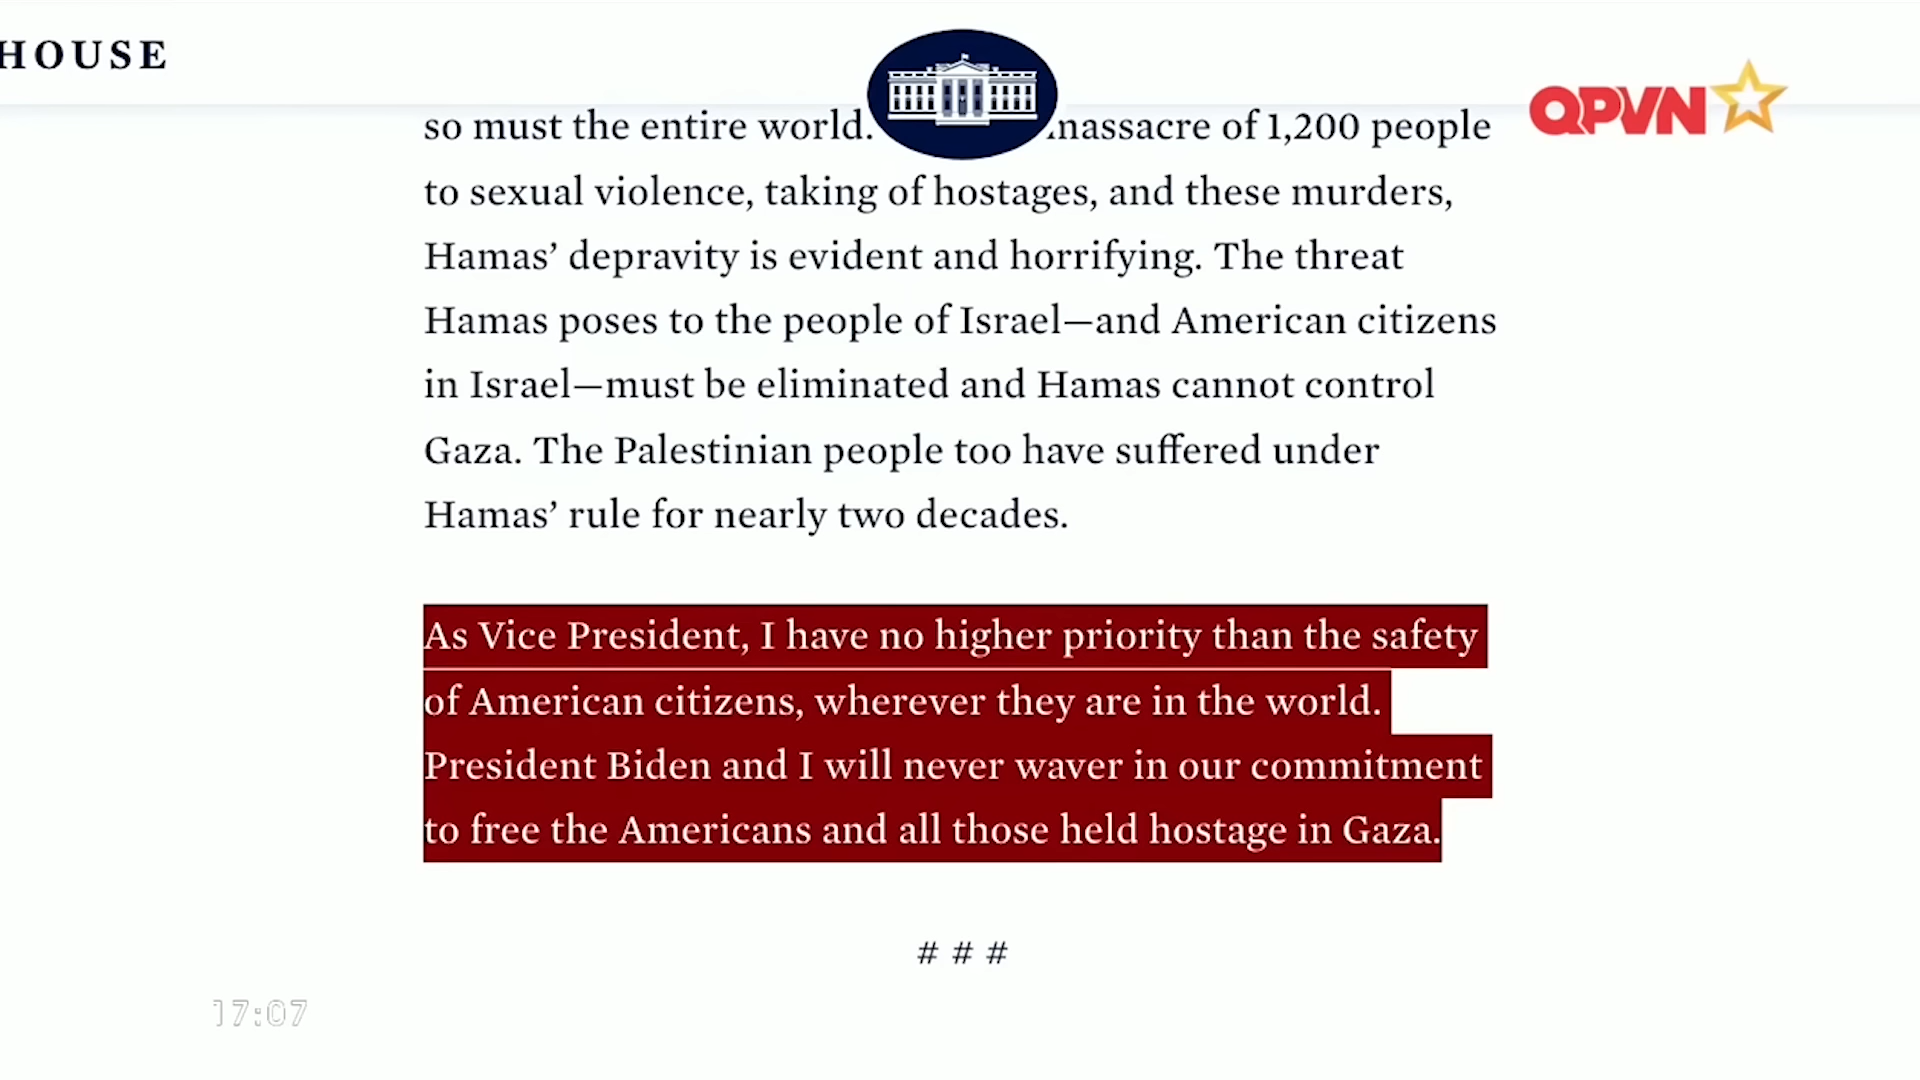 HOUSE
QPVN
so must the entire world. massacre of 1,200 people
to sexual violence, taking of hostages, and these murders,
Hamas’ depravity is evident and horrifying. The threat
Hamas poses to the people of Israel—and American citizens
in Israel—must be eliminated and Hamas cannot control
Gaza. The Palestinian people too have suffered under
Hamas’ rule for nearly two decades.
As Vice President, I have no higher priority than the safety
of American citizens, wherever they are in the world.
President Biden and I will never waver in our commitment
to free the Americans and all those held hostage in Gaza.
# # #
17:07